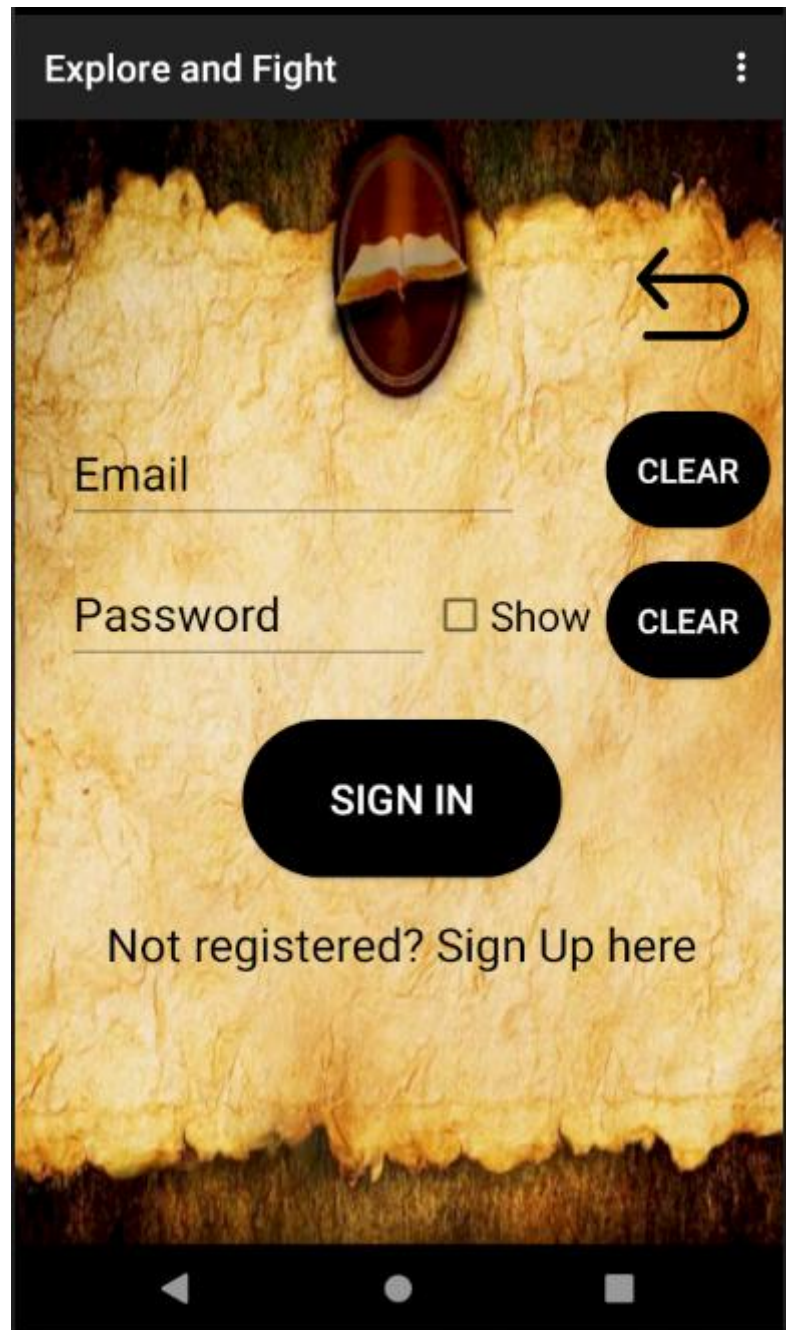 Explore and Fight
Email
CLEAR
Password
Show
CLEAR
SIGN IN
Not registered? Sign Up here